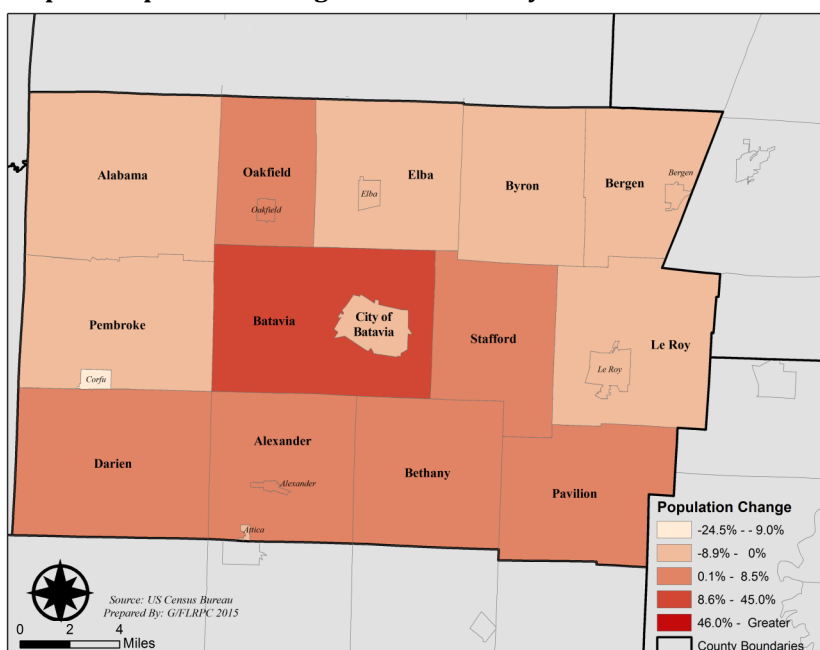 Alabama
Oakfield
Oakfield
Elba
Elba
Byron
Bergen
Bergen
Pembroke
Corfu
Batavia
City of
Batavia
Stafford
Le Roy
Le Roy
Darien
Alexander
Alexander
Attica
Bethany
Pavilion
Population Change
-24.5% - - 9.0%
-8.9% - 0%
0.1% - 8.5%
8.6% - 45.0%
46.0% - Greater
County Boundaries
Source: US Census Bureau
Prepared By: G/FLRPC 2015
0 2 4
Miles